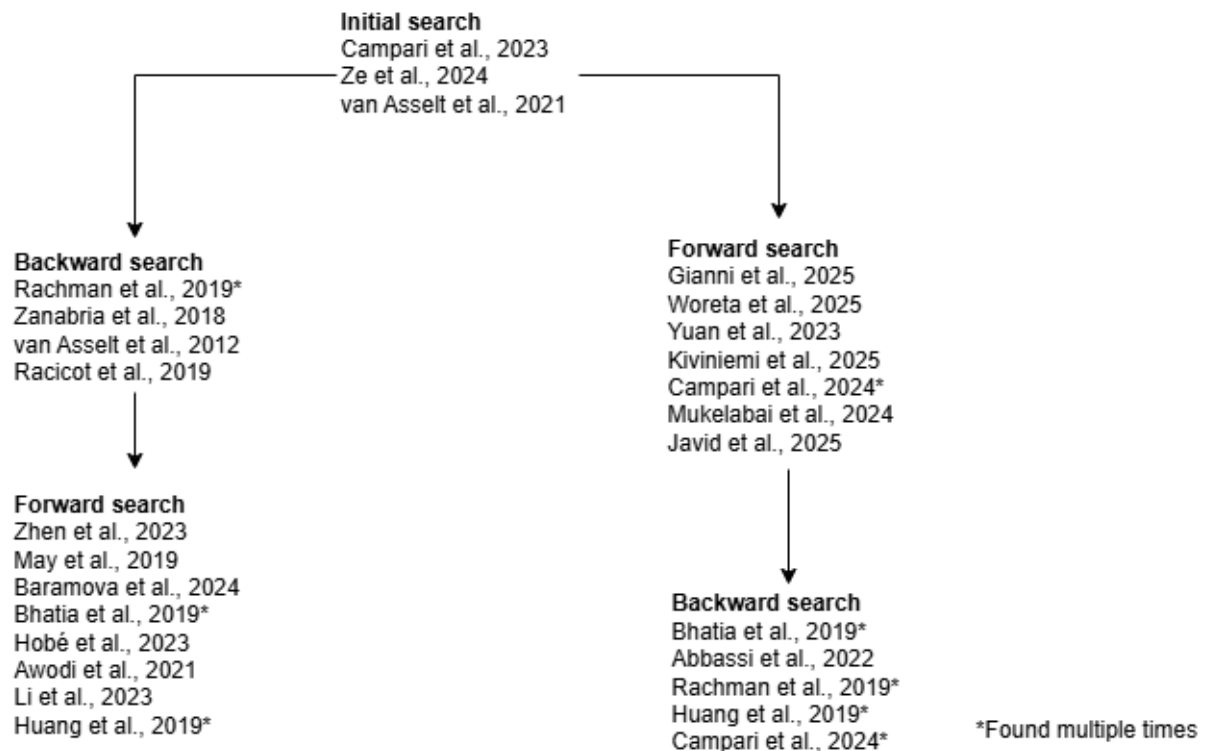 Initial search
Campari et al., 2023
Ze et al., 2024
van Asselt et al., 2021
Backward search
Rachman et al., 2019*
Zanabria et al., 2018
van Asselt et al., 2012
Racicot et al., 2019
Forward search
Zhen et al., 2023
May et al., 2019
Baramova et al., 2024
Bhatia et al., 2019*
Hobé et al., 2023
Awodi et al., 2021
Li et al., 2023
Huang et al., 2019*
Forward search
Gianni et al., 2025
Woreta et al., 2025
Yuan et al., 2023
Kiviniemi et al., 2025
Campari et al., 2024*
Mukelabai et al., 2024
Javid et al., 2025
Backward search
Bhatia et al., 2019*
Abbassi et al., 2022
Rachman et al., 2019*
Huang et al., 2019*
Campari et al., 2024*
*Found multiple times